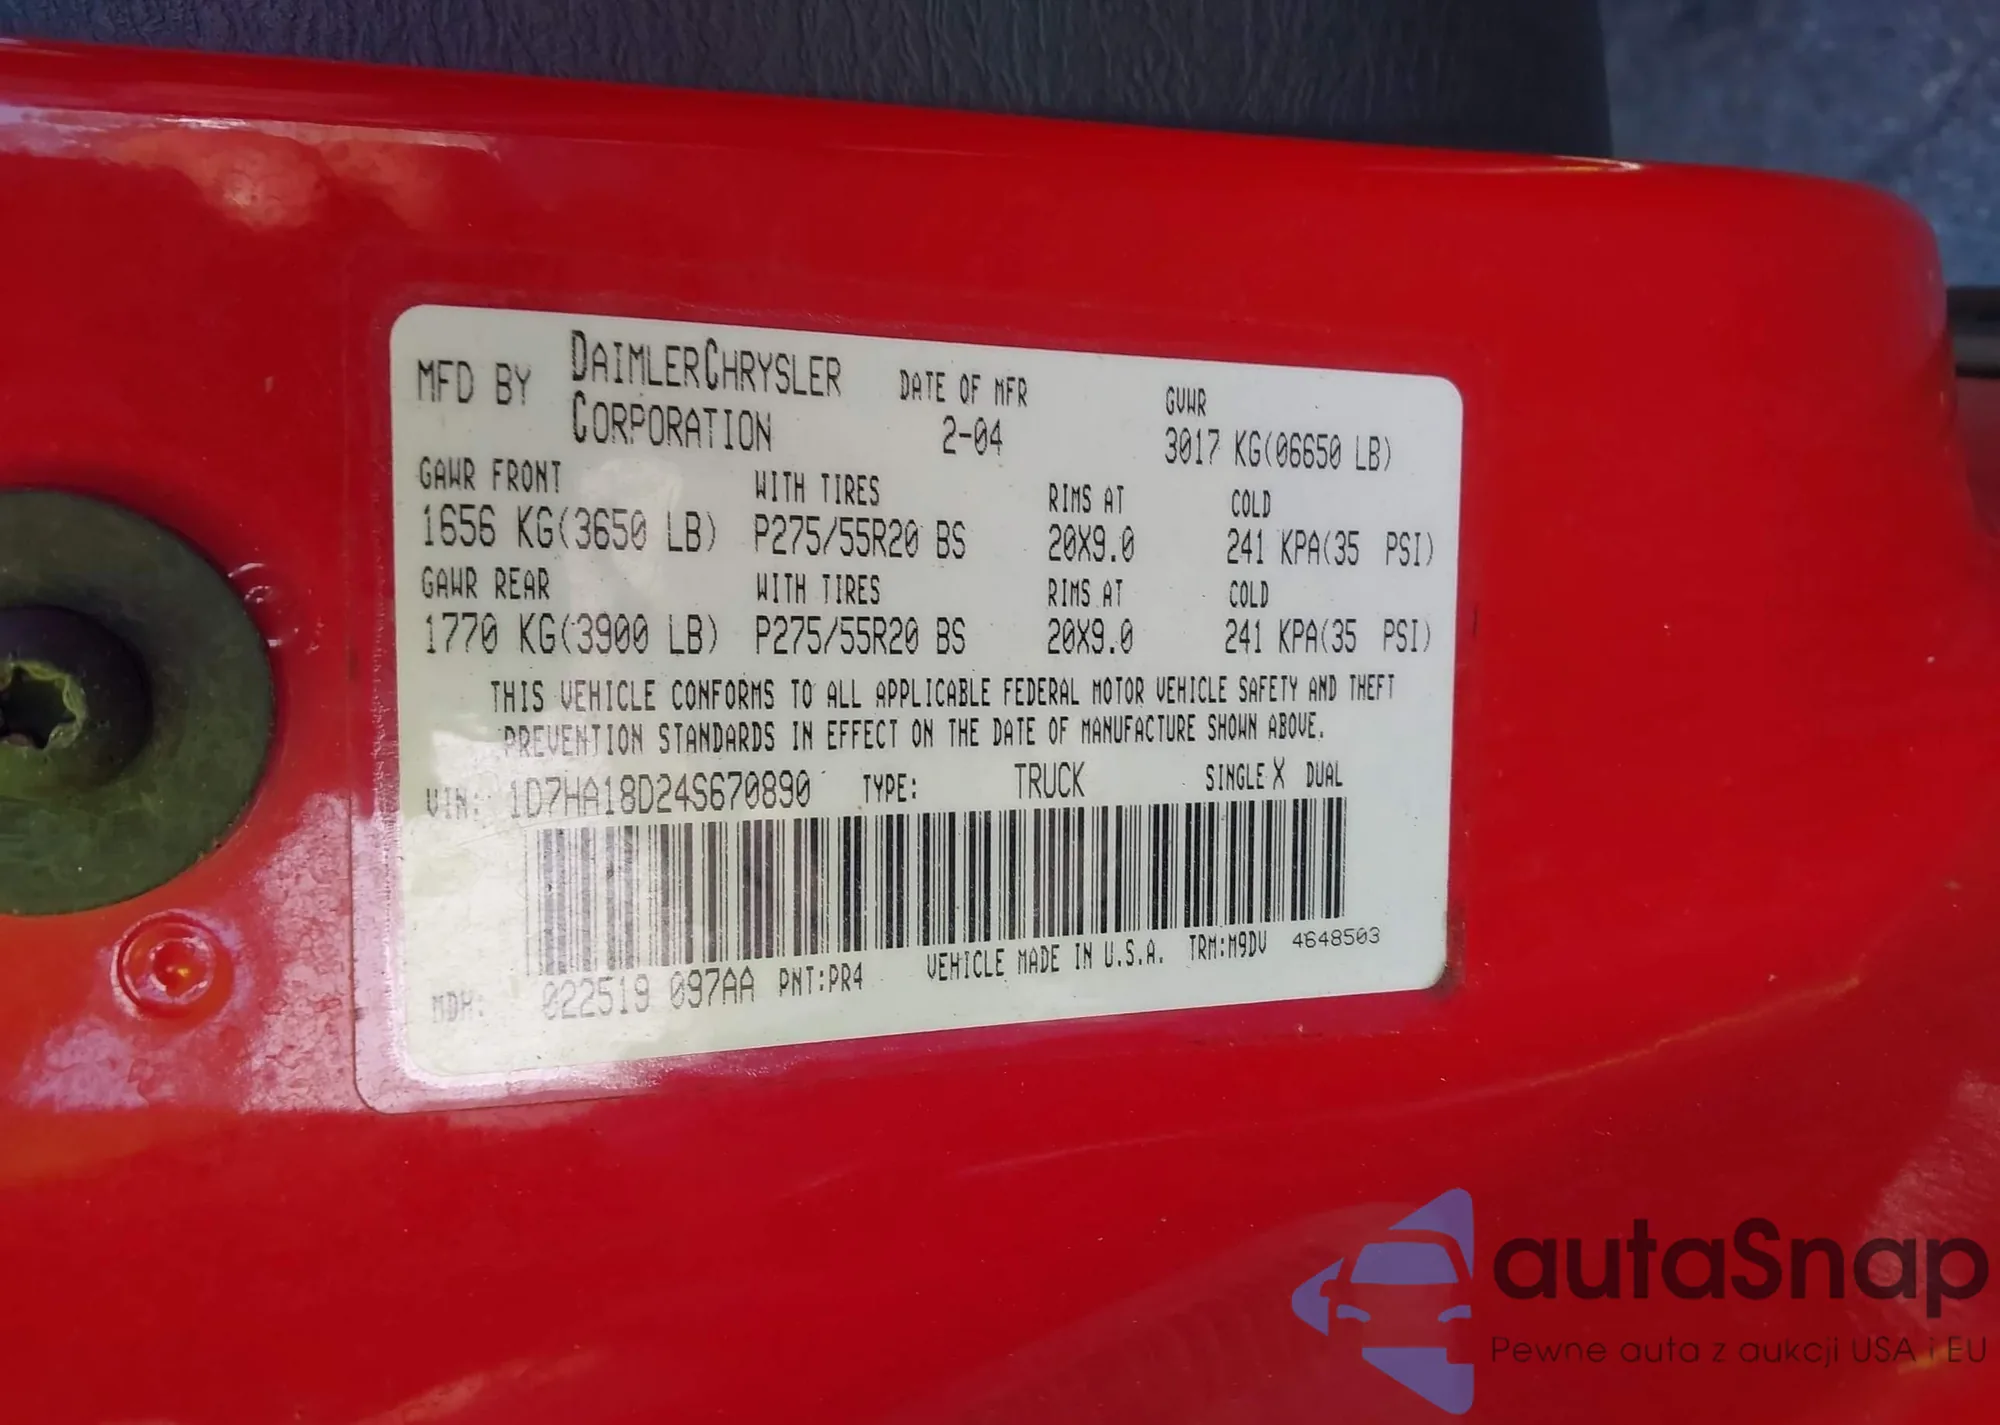 MFD BY DAIMLERCHRYSLER CORPORATION DATE OF MFR 2-04 GVWR 3017 KG(06650 LB)
GAWR FRONT WITH TIRES RIMS AT COLD
1656 KG(3650 LB) P275/55R20 BS 20X9.0 241 KPA(35 PSI)
GAWR REAR WITH TIRES RIMS AT COLD
1770 KG(3900 LB) P275/55R20 BS 20X9.0 241 KPA(35 PSI)
THIS VEHICLE CONFORMS TO ALL APPLICABLE FEDERAL MOTOR VEHICLE SAFETY AND THEFT
PREVENTION STANDARDS IN EFFECT ON THE DATE OF MANUFACTURE SHOWN ABOVE.
VIN: 1D7HA18D24S670890 TYPE: TRUCK SINGLE X DUAL
MDH: 022519 097AA PNT:PR4 VEHICLE MADE IN U.S.A. TRM:M9DV 4648503
autaSnap
Pewne auta z aukcji USA i EU